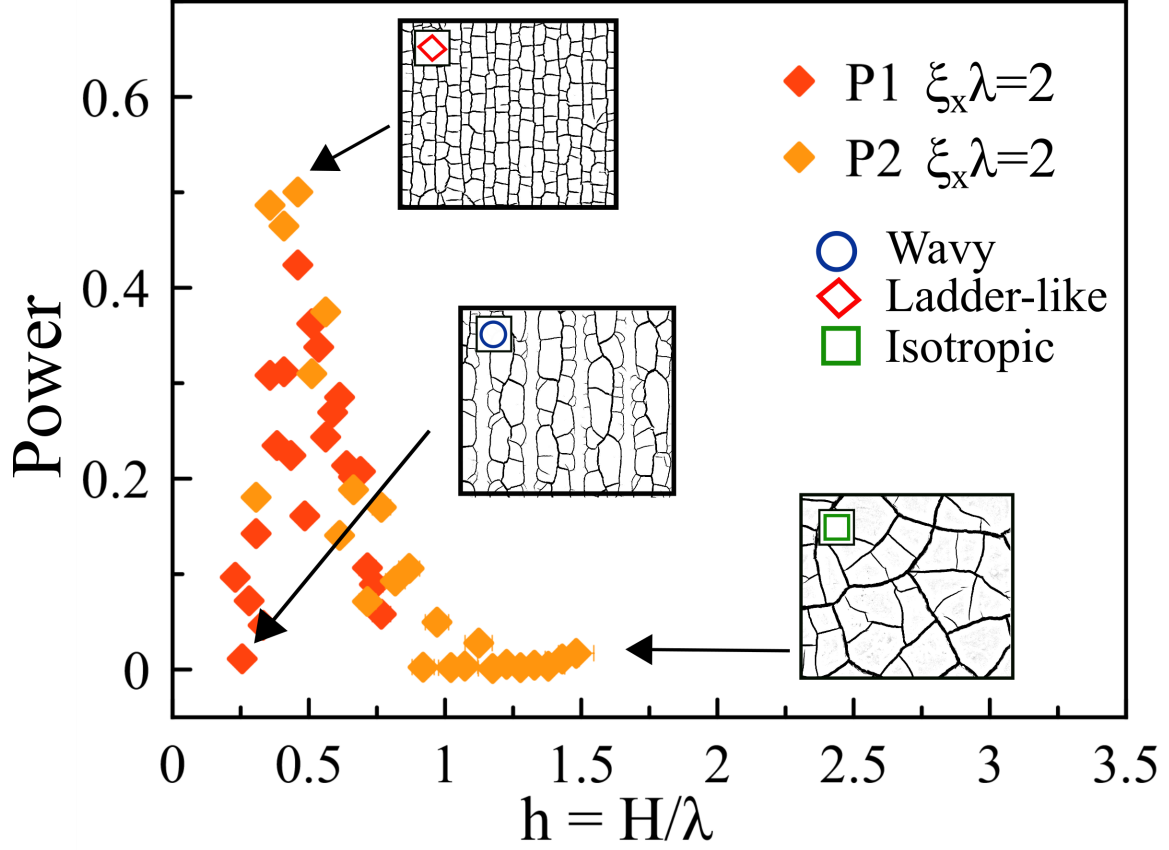 P1 ξxλ=2
P2 ξxλ=2
Wavy
Ladder-like
Isotropic
Power
0.6
0.4
0.2
0
0 0.5 1 1.5 2 2.5 3 3.5
h = H/λ